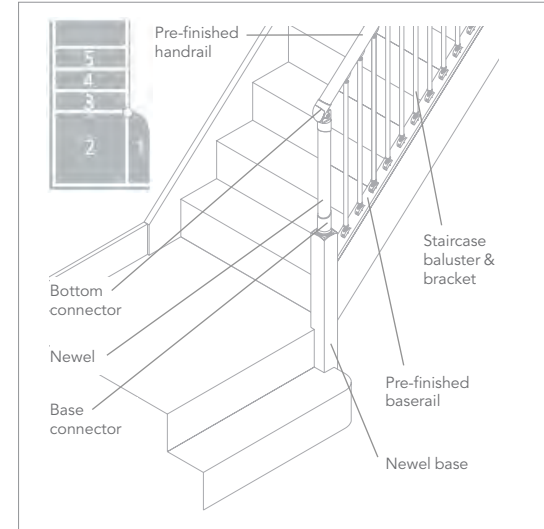 Pre-finished
handrail
5
4
3
2
1
Staircase
baluster &
bracket
Bottom
connector
Newel
Pre-finished
baserail
Base
connector
Newel base